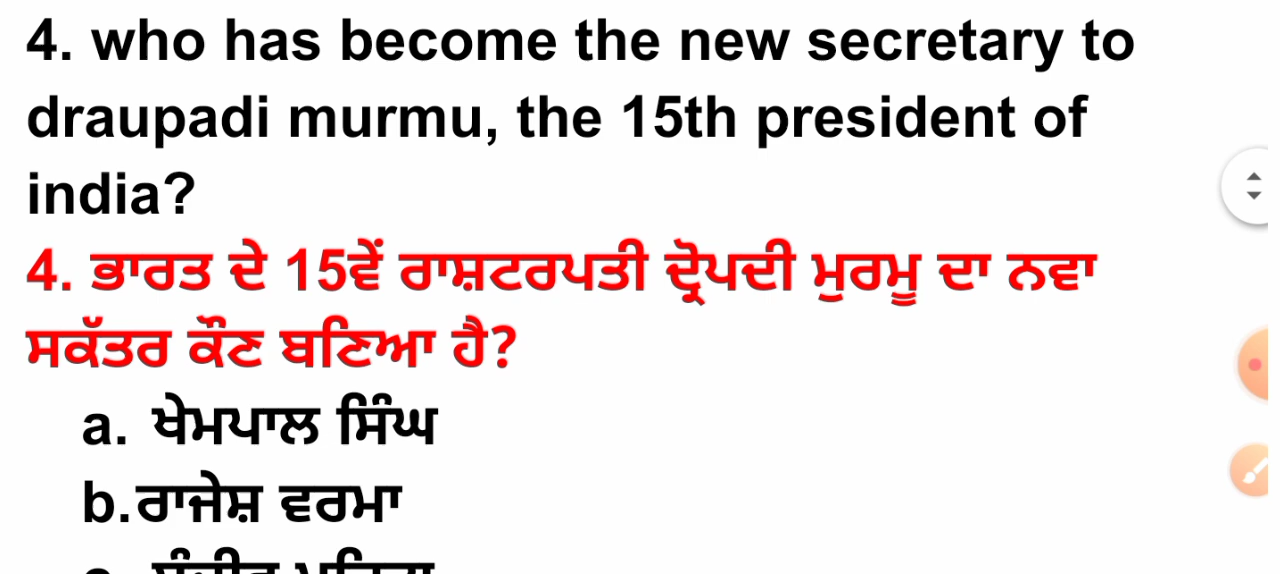 4. who has become the new secretary to
draupadi murmu, the 15th president of
india?
4. ਭਾਰਤ ਦੇ 15ਵੇਂ ਰਾਸ਼ਟਰਪਤੀ ਦ੍ਰੋਪਦੀ ਮੁਰਮੂ ਦਾ ਨਵਾ
ਸਕੱਤਰ ਕੌਣ ਬਣਿਆ ਹੈ?
a. ਖੇਮਪਾਲ ਸਿੰਘ
b.ਰਾਜੇਸ਼ ਵਰਮਾ